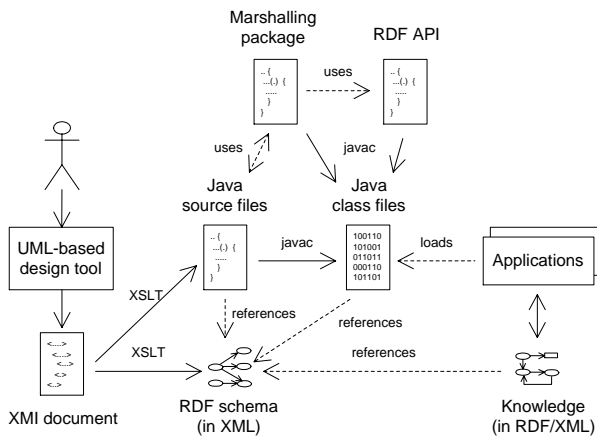 Marshalling
package
RDF API
.. {
...(.) {
.....
}
}
uses
.. {
...(.) {
.....
}
}
uses
javac
Java
source files
Java
class files
UML-based
design tool
.. {
...(.) {
.....
}
}
javac
100110
101001
011011
000110
101101
loads
Applications
XSLT
references
references
<....>
<....>
<...>
<.>
<..>
XSLT
references
XMI document
RDF schema
(in XML)
Knowledge
(in RDF/XML)